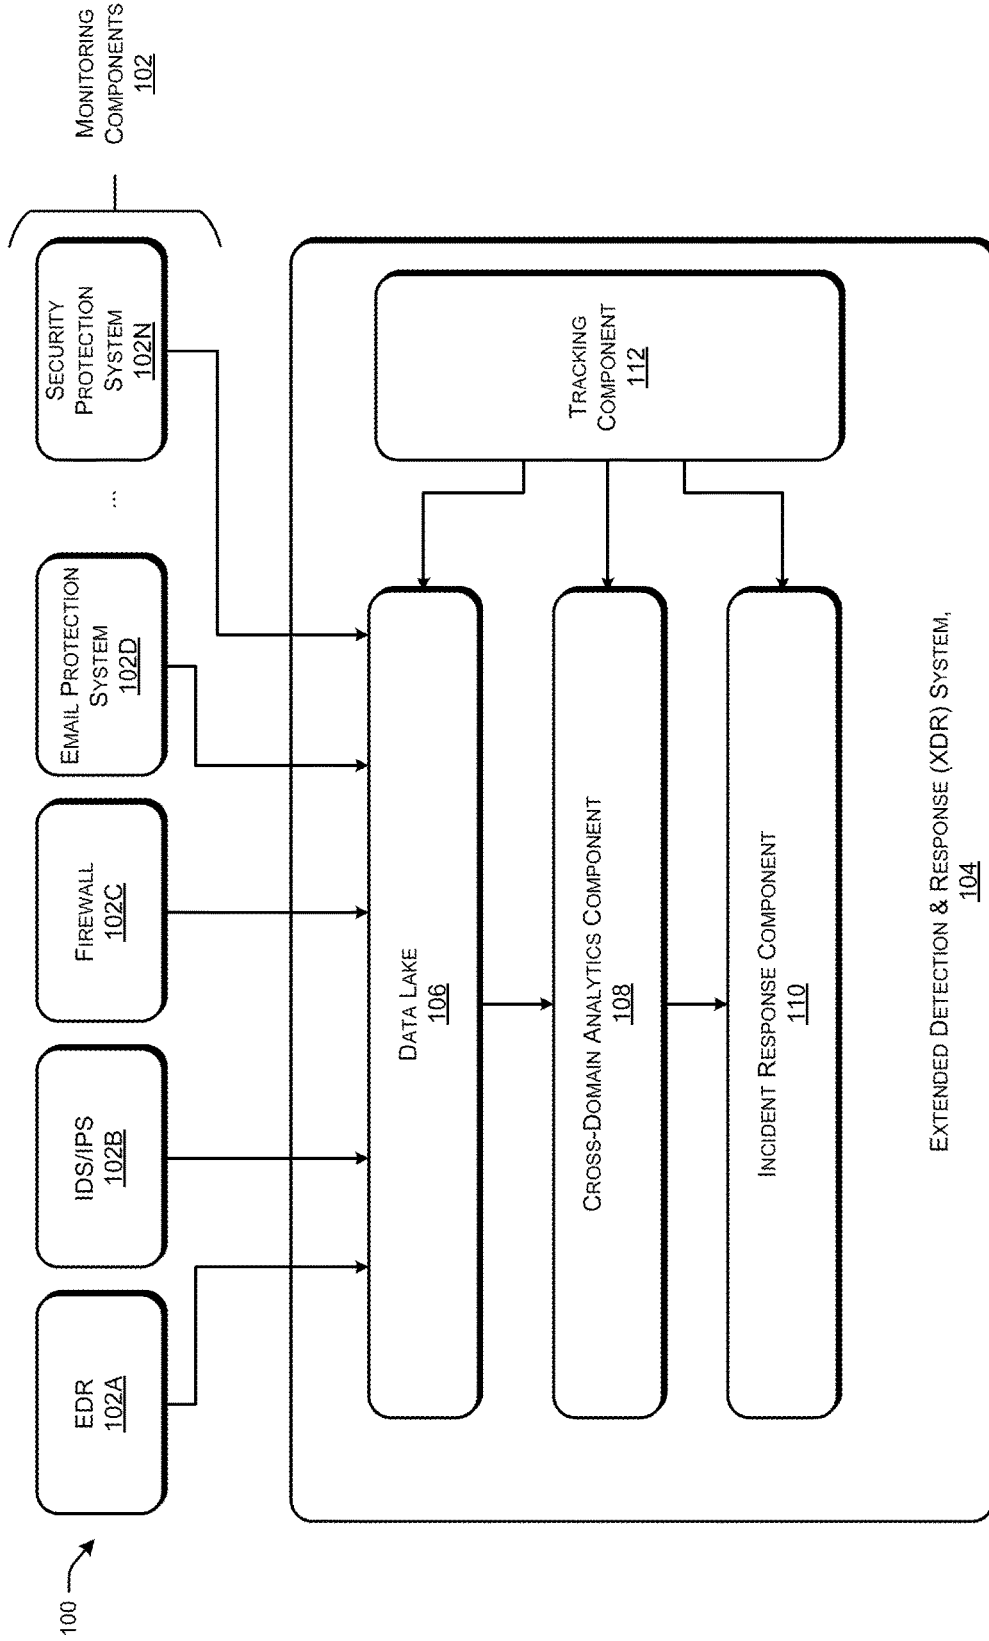 100
EDR
102A
IDS/IPS
102B
FIREWALL
102C
EMAIL PROTECTION
SYSTEM
102D
...
SECURITY
PROTECTION
SYSTEM
102N
MONITORING
COMPONENTS
102
DATA LAKE
106
CROSS-DOMAIN ANALYTICS COMPONENT
108
INCIDENT RESPONSE COMPONENT
110
TRACKING
COMPONENT
112
EXTENDED DETECTION & RESPONSE (XDR) SYSTEM,
104